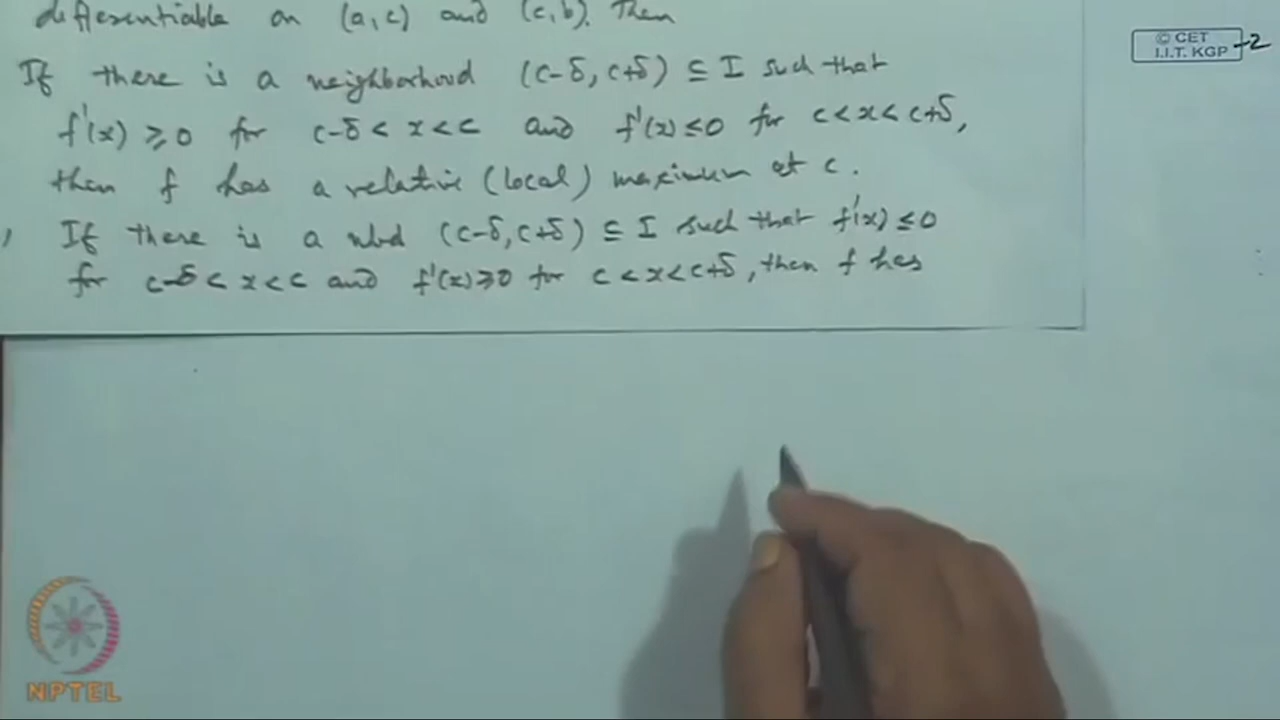 differentiable on (a,c) and (c,b). Then
If there is a neighborhood (c-δ, c+δ) ⊆ I such that
f'(x) ⩾ 0 for c-δ < x < c and f'(x) ≤ 0 for c < x < c+δ,
then f has a relative (local) maximum at c.
If there is a nbd (c-δ, c+δ) ⊆ I such that f'(x) ≤ 0
for c-δ < x < c and f'(x) ⩾ 0 for c < x < c+δ, then f has
© CET
I.I.T. KGP
-2
NPTEL